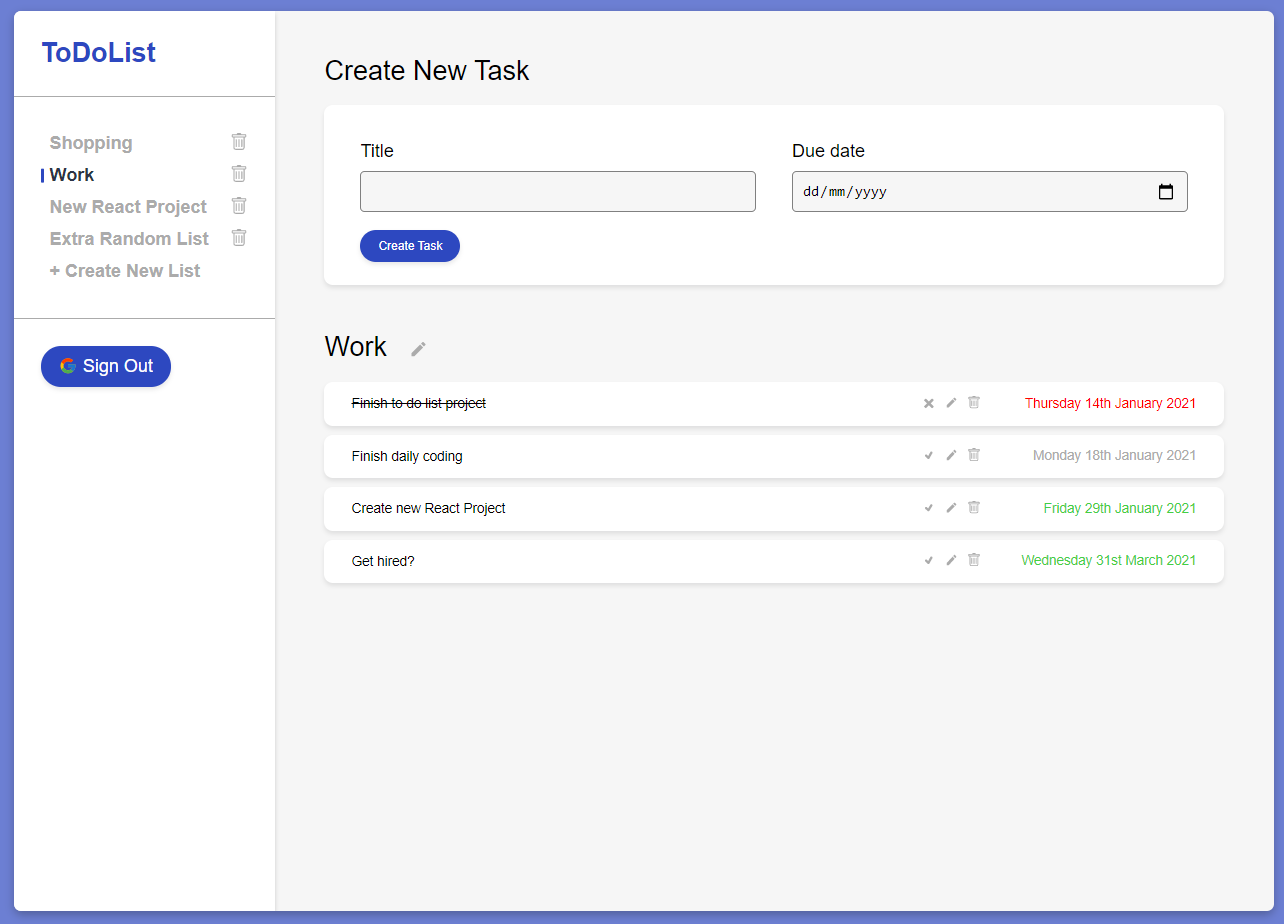 ToDoList
Shopping
Work
New React Project
Extra Random List
+ Create New List
Sign Out
Create New Task
Title
Due date
dd/mm/yyyy
Create Task
Work
Finish to do list project
Thursday 14th January 2021
Finish daily coding
Monday 18th January 2021
Create new React Project
Friday 29th January 2021
Get hired?
Wednesday 31st March 2021